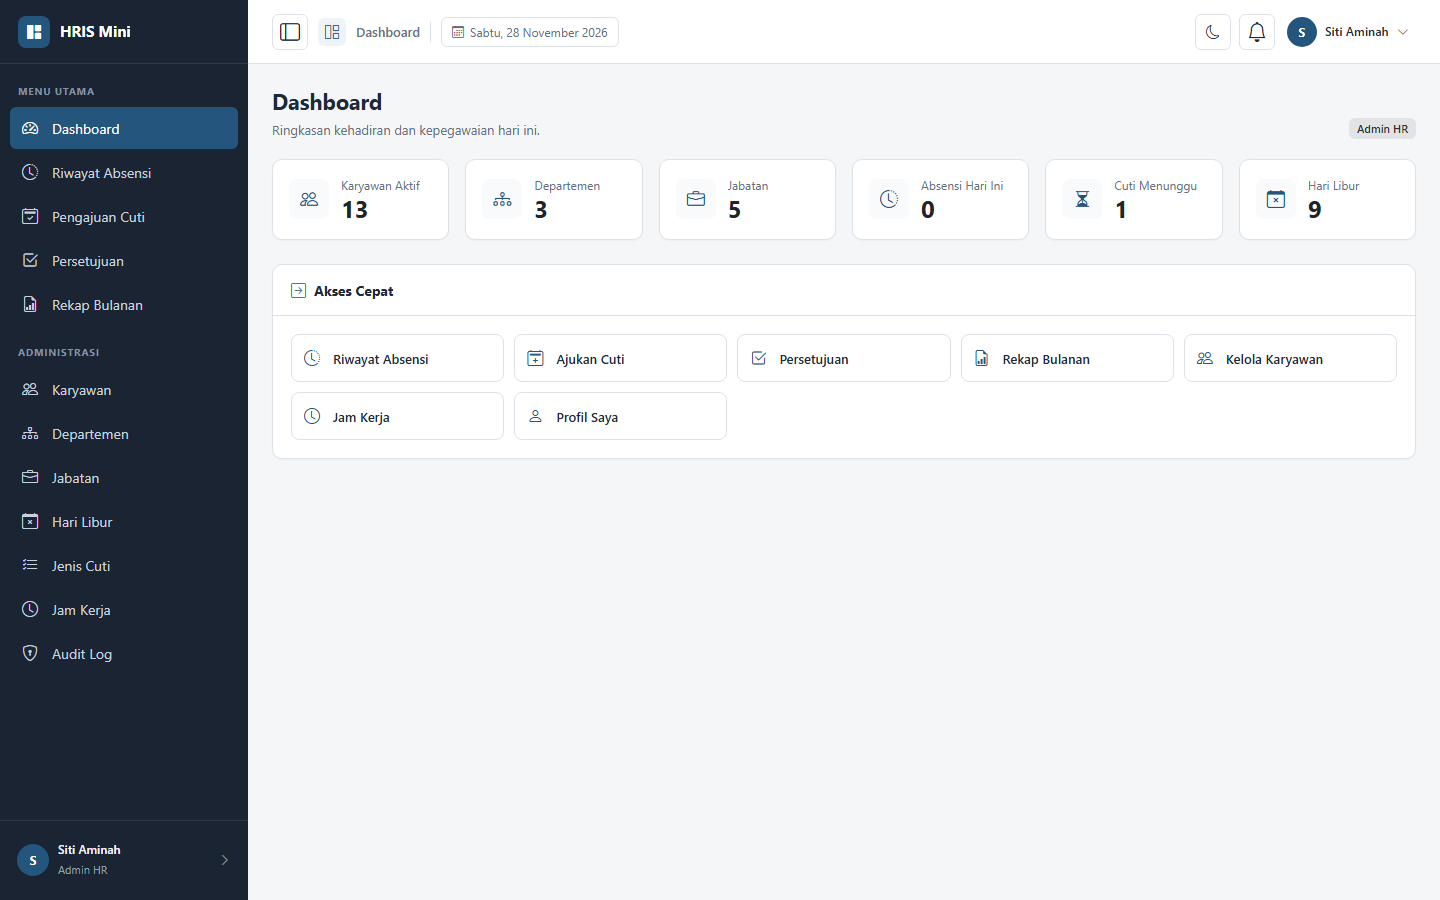 HRIS Mini
MENU UTAMA
Dashboard
Riwayat Absensi
Pengajuan Cuti
Persetujuan
Rekap Bulanan
ADMINISTRASI
Karyawan
Departemen
Jabatan
Hari Libur
Jenis Cuti
Jam Kerja
Audit Log
S
Siti Aminah
Admin HR
Dashboard
Sabtu, 28 November 2026
S
Siti Aminah
Dashboard
Ringkasan kehadiran dan kepegawaian hari ini.
Admin HR
Karyawan Aktif
13
Departemen
3
Jabatan
5
Absensi Hari Ini
0
Cuti Menunggu
1
Hari Libur
9
Akses Cepat
Riwayat Absensi
Ajukan Cuti
Persetujuan
Rekap Bulanan
Kelola Karyawan
Jam Kerja
Profil Saya